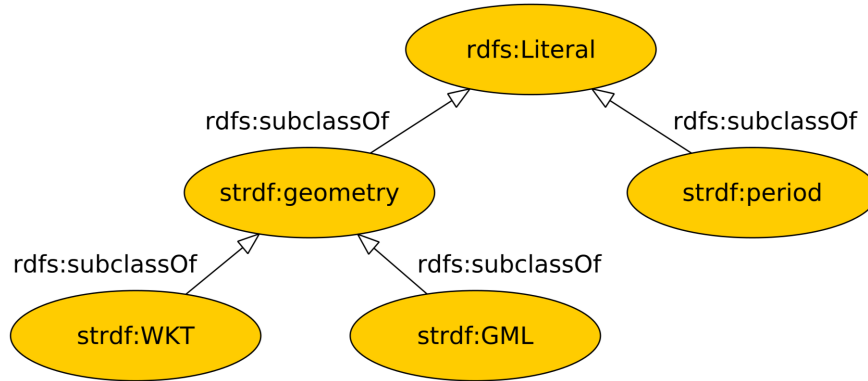 rdfs:Literal
rdfs:subclassOf
rdfs:subclassOf
strdf:geometry
strdf:period
rdfs:subclassOf
rdfs:subclassOf
strdf:WKT
strdf:GML